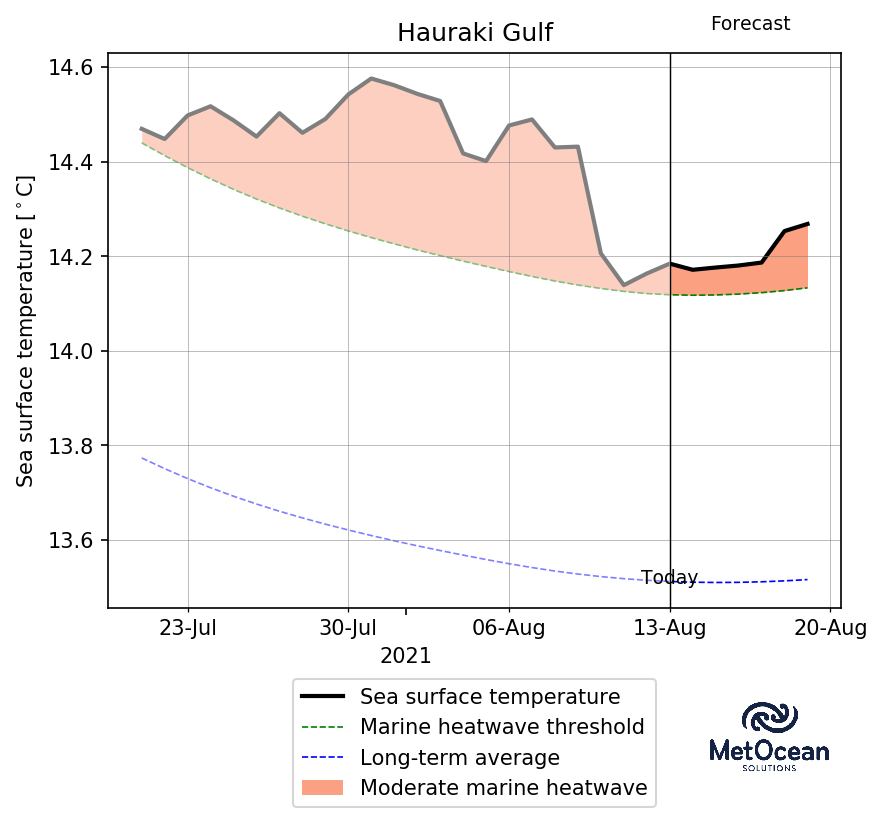 Forecast
Hauraki Gulf
Sea surface temperature [°C]
14.6
14.4
14.2
14.0
13.8
13.6
Today
23-Jul 30-Jul 06-Aug 13-Aug 20-Aug
2021
Sea surface temperature
Marine heatwave threshold
Long-term average
Moderate marine heatwave
MetOcean
SOLUTIONS